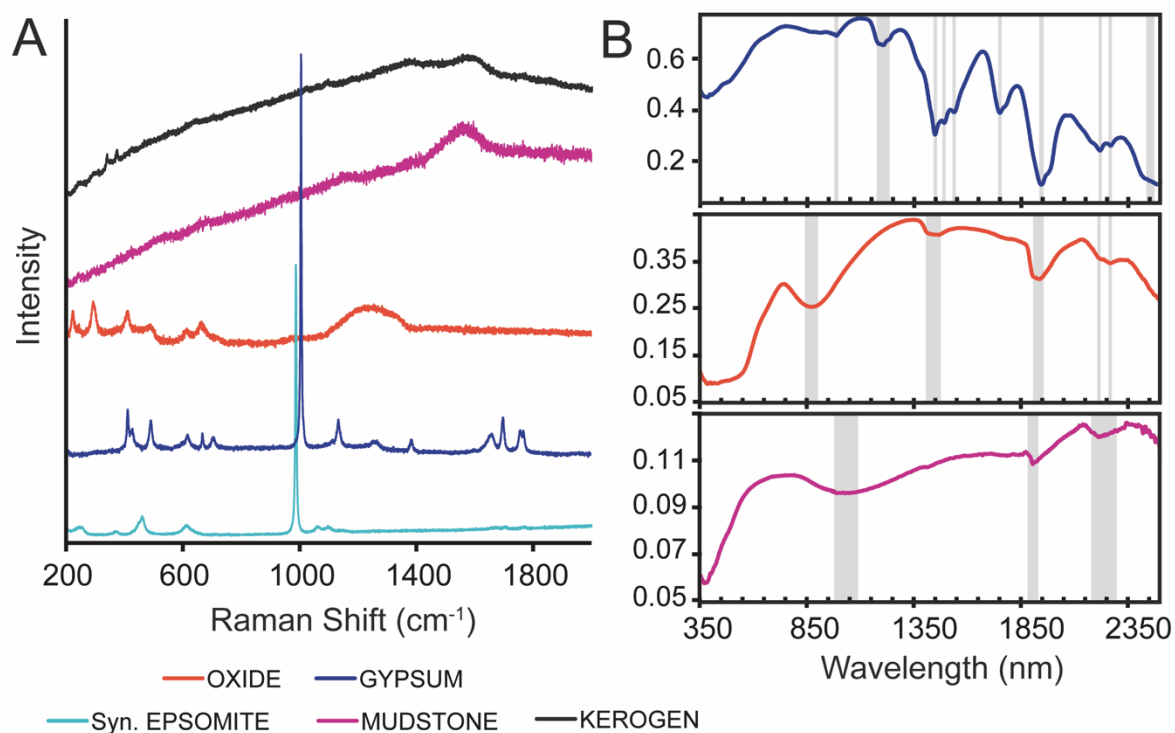 A
B
Intensity
200 600 1000 1400 1800
Raman Shift (cm⁻¹)
0.6
0.4
0.2
0.35
0.25
0.15
0.05
0.11
0.09
0.07
0.05
350 850 1350 1850 2350
Wavelength (nm)
OXIDE GYPSUM
Syn. EPSOMITE MUDSTONE KEROGEN